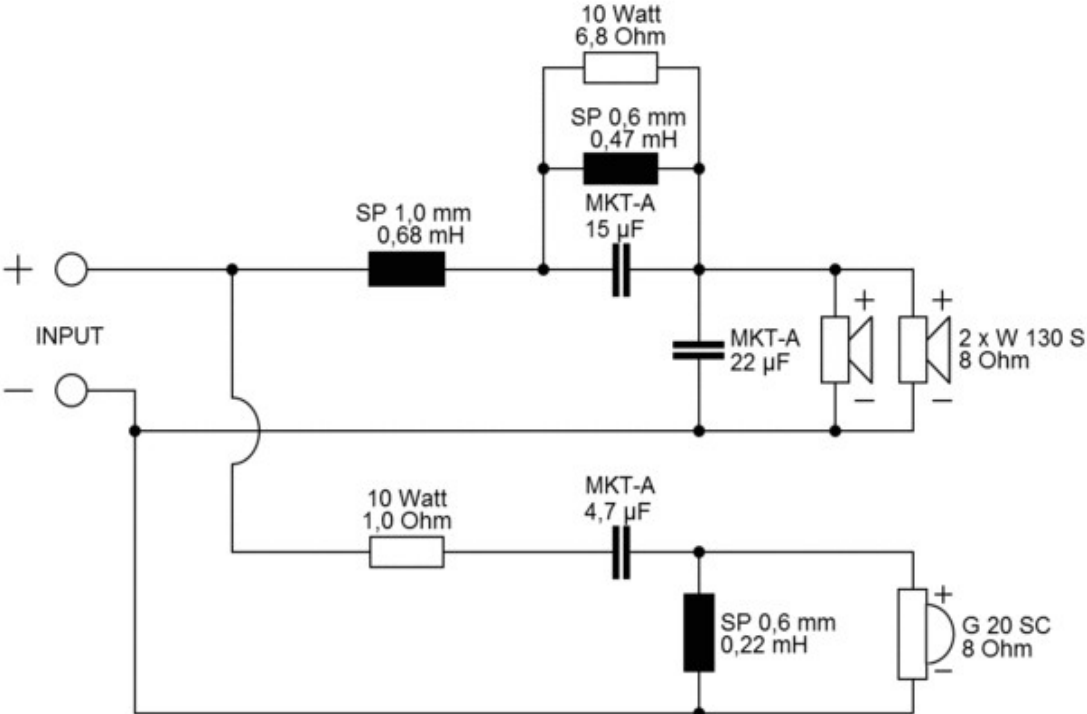 10 Watt
6,8 Ohm
SP 0,6 mm
0,47 mH
MKT-A
15 µF
SP 1,0 mm
0,68 mH
+
INPUT
−
MKT-A
22 µF
+
−
+
−
2 x W 130 S
8 Ohm
10 Watt
1,0 Ohm
MKT-A
4,7 µF
SP 0,6 mm
0,22 mH
+
−
G 20 SC
8 Ohm